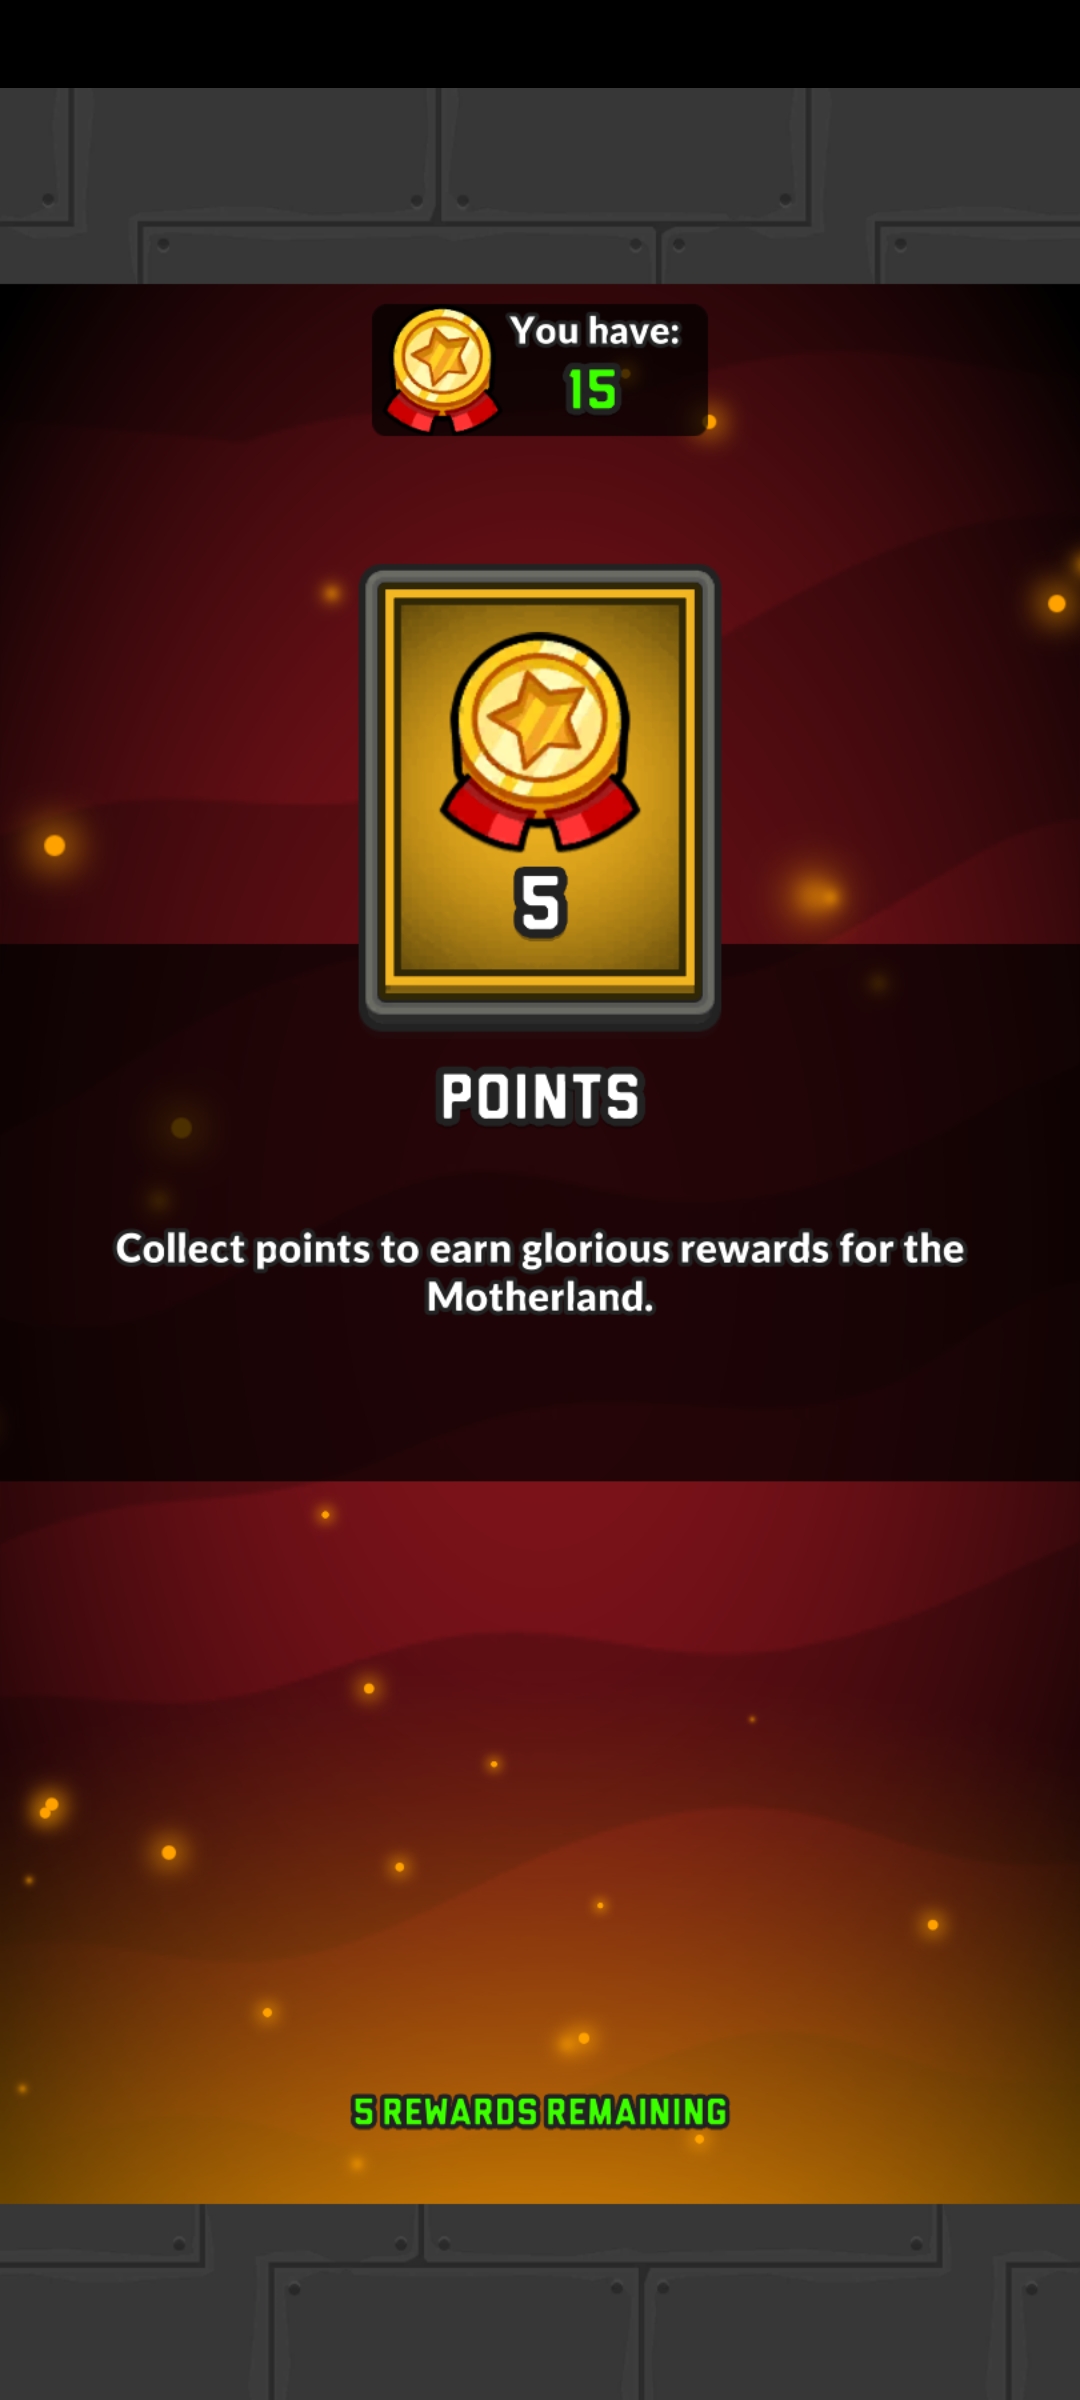 You have:
15
5
POINTS
Collect points to earn glorious rewards for the
Motherland.
5 REWARDS REMAINING